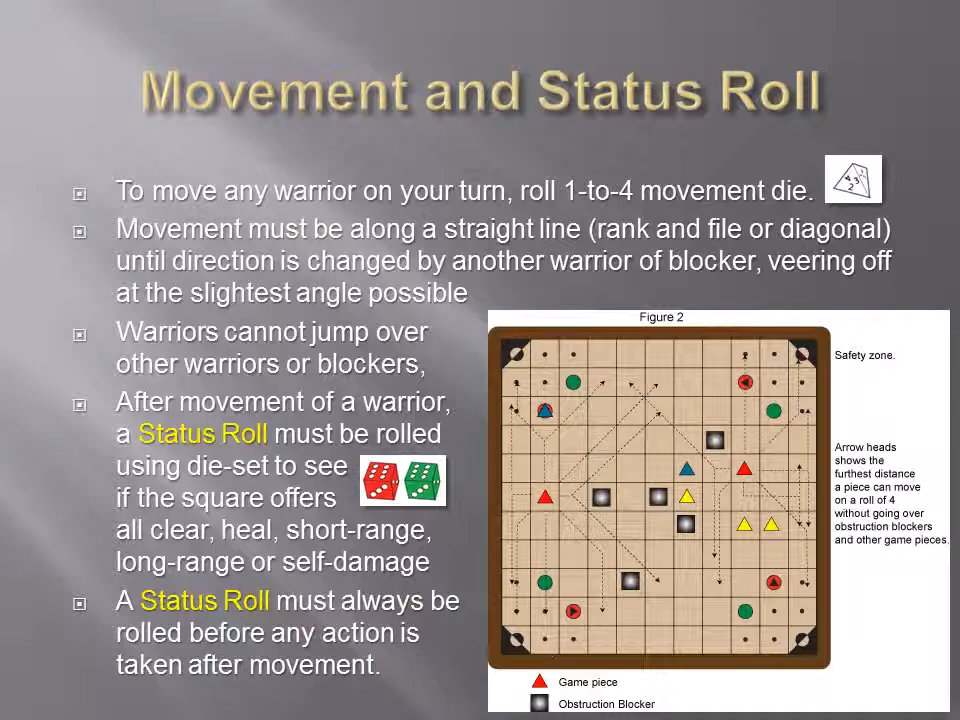 Movement and Status Roll
To move any warrior on your turn, roll 1-to-4 movement die.
Movement must be along a straight line (rank and file or diagonal)
until direction is changed by another warrior of blocker, veering off
at the slightest angle possible
Warriors cannot jump over
other warriors or blockers,
After movement of a warrior,
a Status Roll must be rolled
using die-set to see
if the square offers
all clear, heal, short-range,
long-range or self-damage
A Status Roll must always be
rolled before any action is
taken after movement.
Figure 2
Safety zone.
Arrow heads
shows the
furthest distance
a piece can move
on a roll of 4
without going over
obstruction blockers
and other game pieces.
Game piece
Obstruction Blocker